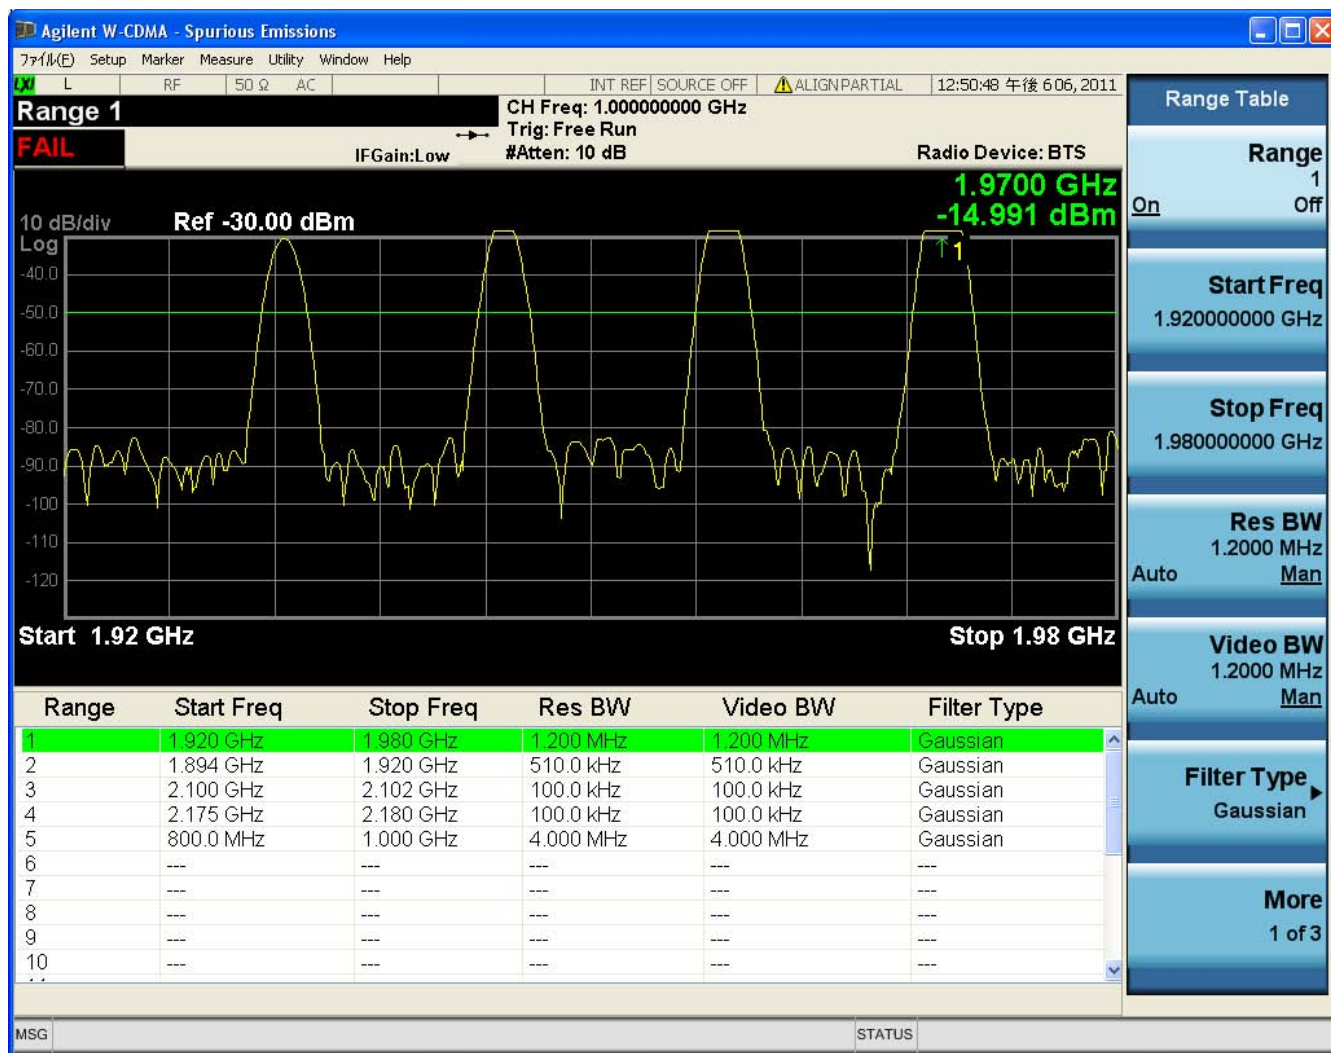 Agilent W-CDMA - Spurious Emissions
ファイル(F) Setup Marker Measure Utility Window Help
LXI L RF 50 Ω AC INT REF SOURCE OFF ALIGN PARTIAL 12:50:48 午後 6 06, 2011
Range 1
FAIL
IFGain:Low
CH Freq: 1.000000000 GHz
Trig: Free Run
#Atten: 10 dB
Radio Device: BTS
1.9700 GHz
-14.991 dBm
10 dB/div Ref -30.00 dBm
Log
1
-40.0
-50.0
-60.0
-70.0
-80.0
-90.0
-100
-110
-120
Start 1.92 GHz Stop 1.98 GHz
Range Start Freq Stop Freq Res BW Video BW Filter Type
1 1.920 GHz 1.980 GHz 1.200 MHz 1.200 MHz Gaussian
2 1.894 GHz 1.920 GHz 510.0 kHz 510.0 kHz Gaussian
3 2.100 GHz 2.102 GHz 100.0 kHz 100.0 kHz Gaussian
4 2.175 GHz 2.180 GHz 100.0 kHz 100.0 kHz Gaussian
5 800.0 MHz 1.000 GHz 4.000 MHz 4.000 MHz Gaussian
6 --- --- --- --- ---
7 --- --- --- --- ---
8 --- --- --- --- ---
9 --- --- --- --- ---
10 --- --- --- --- ---
Range Table
Range
1
On Off
Start Freq
1.920000000 GHz
Stop Freq
1.980000000 GHz
Res BW
1.2000 MHz
Auto Man
Video BW
1.2000 MHz
Auto Man
Filter Type
Gaussian
More
1 of 3
MSG STATUS